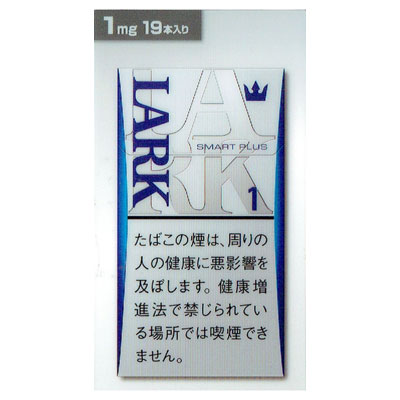 1mg 19本入り
LARK
LARK
SMART PLUS
1
たばこの煙は、周りの
人の健康に悪影響を
及ぼします。健康増
進法で禁じられてい
る場所では喫煙でき
ません。